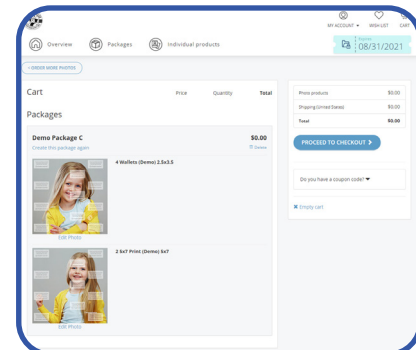 MY ACCOUNT
WISH LIST
CART
Overview
Packages
Individual products
Expires
08/31/2021
‹ ORDER MORE PHOTOS
Cart
Price
Quantity
Total
Packages
Demo Package C
$0.00
Create this package again
Delete
4 Wallets (Demo) 2.5x3.5
Edit Photo
2 5x7 Print (Demo) 5x7
Edit Photo
Photo products $0.00
Shipping (United States) $0.00
Total $0.00
PROCEED TO CHECKOUT
Do you have a coupon code?
Empty cart